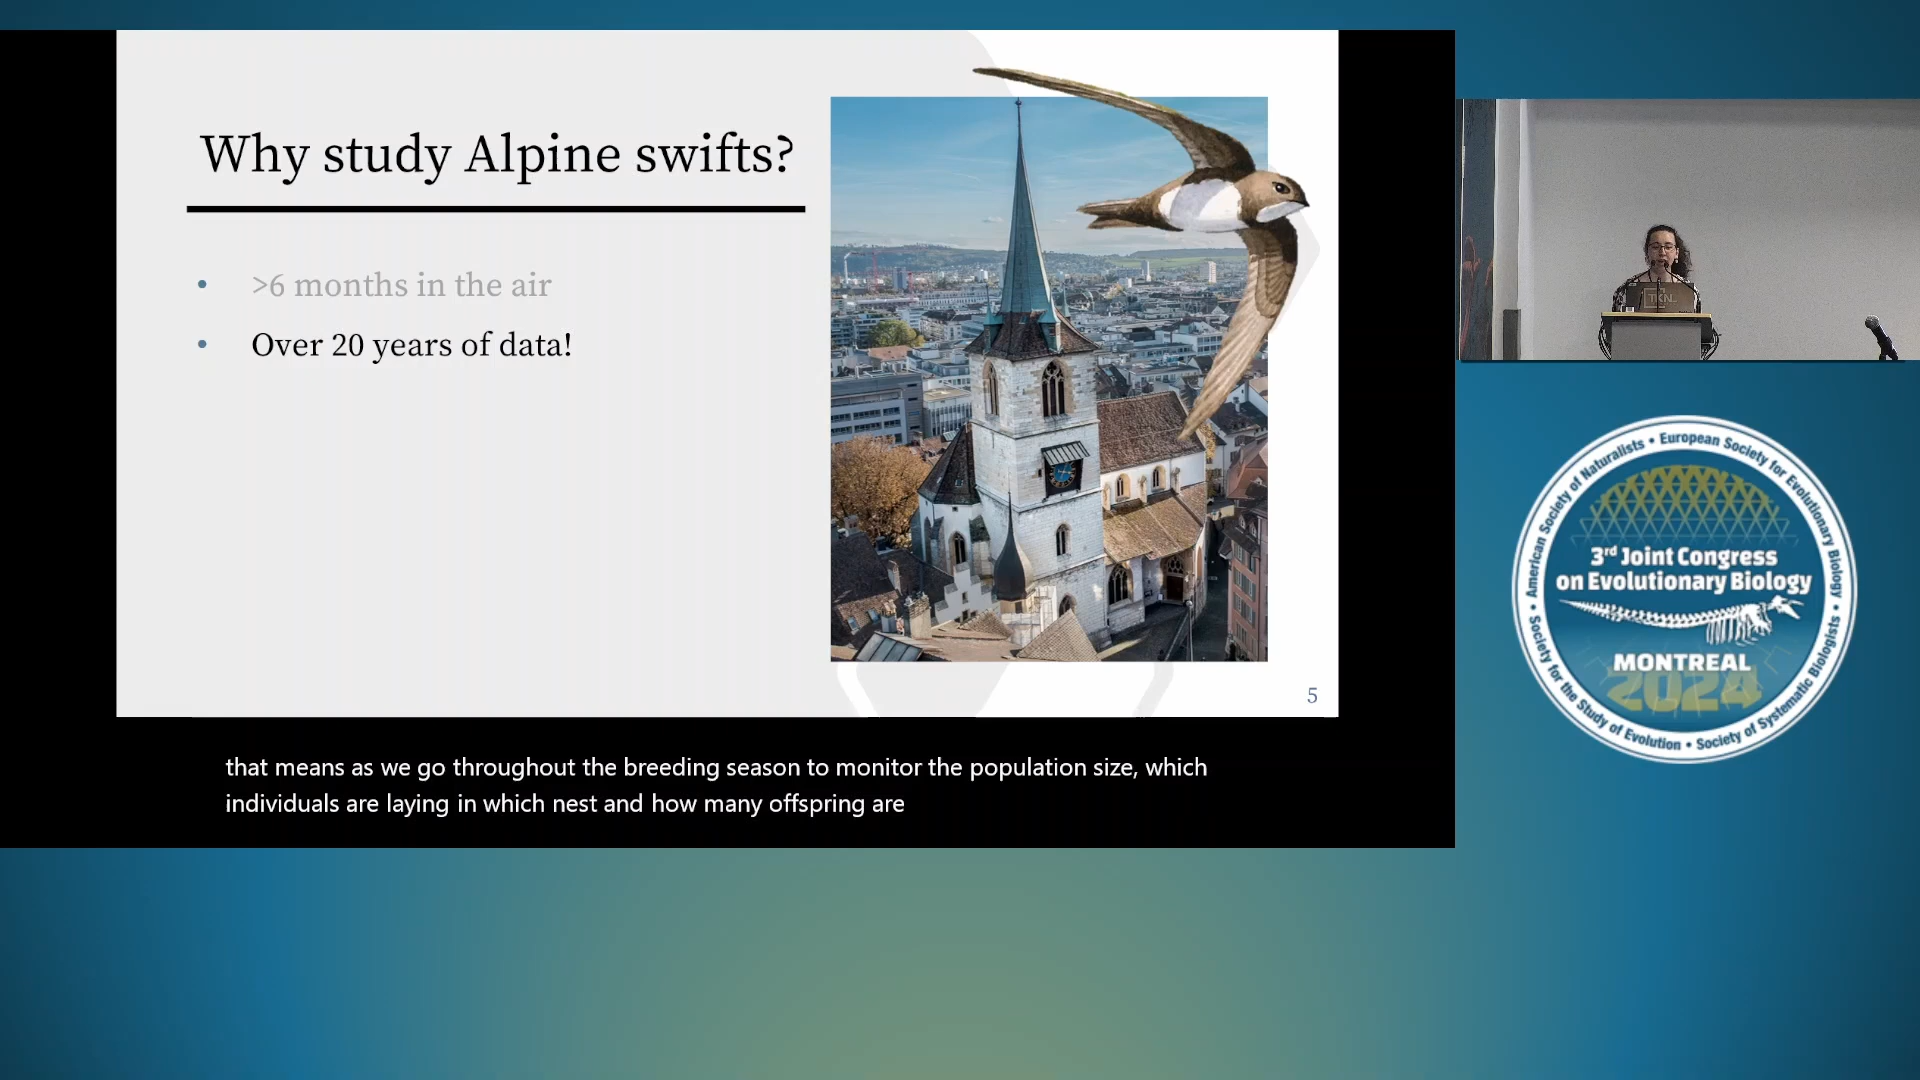 Why study Alpine swifts?
• >6 months in the air
• Over 20 years of data!
5
that means as we go throughout the breeding season to monitor the population size, which
individuals are laying in which nest and how many offspring are
American Society of Naturalists • European Society for Evolutionary Biology • Society of Systematic Biologists • Society for the Study of Evolution •
3rd Joint Congress
on Evolutionary Biology
MONTREAL
2024